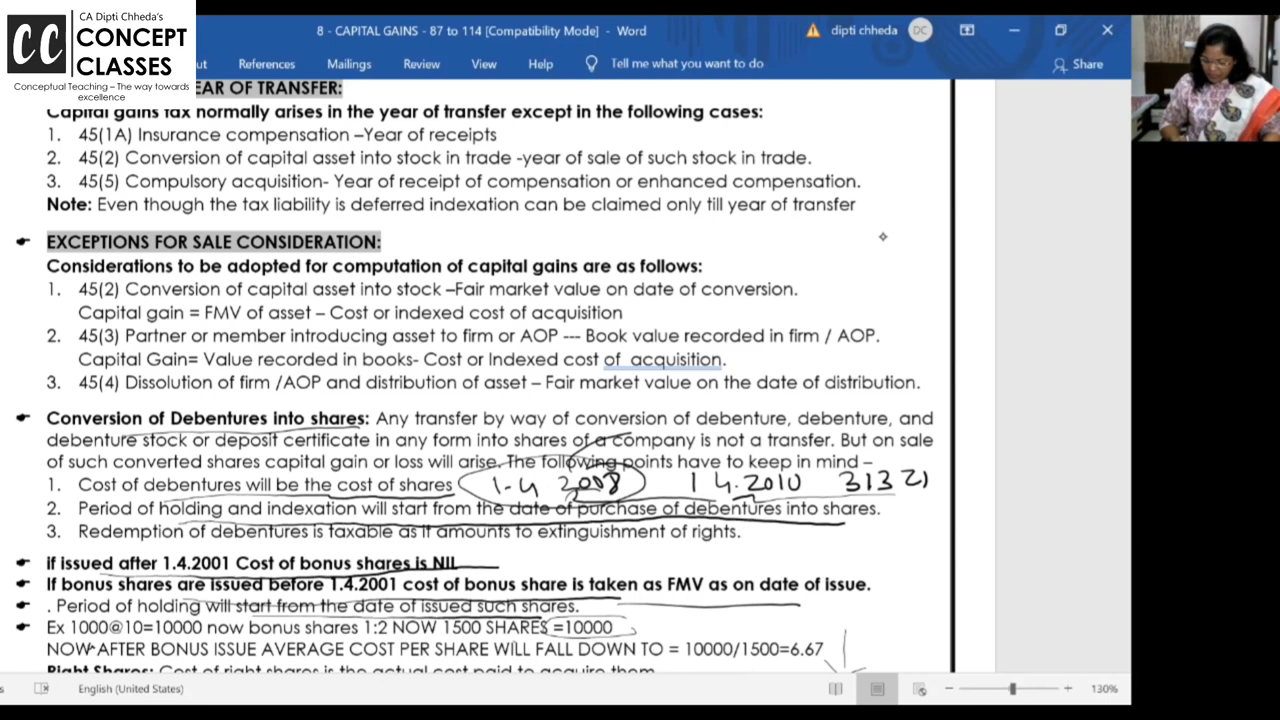 CA Dipti Chheda's
CC CONCEPT
CLASSES
Conceptual Teaching – The way towards
excellence
8 - CAPITAL GAINS - 87 to 114 [Compatibility Mode] - Word
dipti chheda DC
ut References Mailings Review View Help Tell me what you want to do Share
EAR OF TRANSFER:
Capital gains tax normally arises in the year of transfer except in the following cases:
1. 45(1A) Insurance compensation –Year of receipts
2. 45(2) Conversion of capital asset into stock in trade -year of sale of such stock in trade.
3. 45(5) Compulsory acquisition- Year of receipt of compensation or enhanced compensation.
Note: Even though the tax liability is deferred indexation can be claimed only till year of transfer
EXCEPTIONS FOR SALE CONSIDERATION:
Considerations to be adopted for computation of capital gains are as follows:
1. 45(2) Conversion of capital asset into stock –Fair market value on date of conversion.
Capital gain = FMV of asset – Cost or indexed cost of acquisition
2. 45(3) Partner or member introducing asset to firm or AOP --- Book value recorded in firm / AOP.
Capital Gain= Value recorded in books- Cost or Indexed cost of acquisition.
3. 45(4) Dissolution of firm /AOP and distribution of asset – Fair market value on the date of distribution.
Conversion of Debentures into shares: Any transfer by way of conversion of debenture, debenture, and
debenture stock or deposit certificate in any form into shares of a company is not a transfer. But on sale
of such converted shares capital gain or loss will arise. The following points have to keep in mind –
1. Cost of debentures will be the cost of shares 1-4 2008 1 4.2010 313 21
2. Period of holding and indexation will start from the date of purchase of debentures into shares.
3. Redemption of debentures is taxable as it amounts to extinguishment of rights.
if issued after 1.4.2001 Cost of bonus shares is NIL
If bonus shares are issued before 1.4.2001 cost of bonus share is taken as FMV as on date of issue.
. Period of holding will start from the date of issued such shares.
Ex 1000@10=10000 now bonus shares 1:2 NOW 1500 SHARES =10000
NOW AFTER BONUS ISSUE AVERAGE COST PER SHARE WILL FALL DOWN TO = 10000/1500=6.67
Right Shares: Cost of right shares is the actual cost paid to acquire them
English (United States) 130%